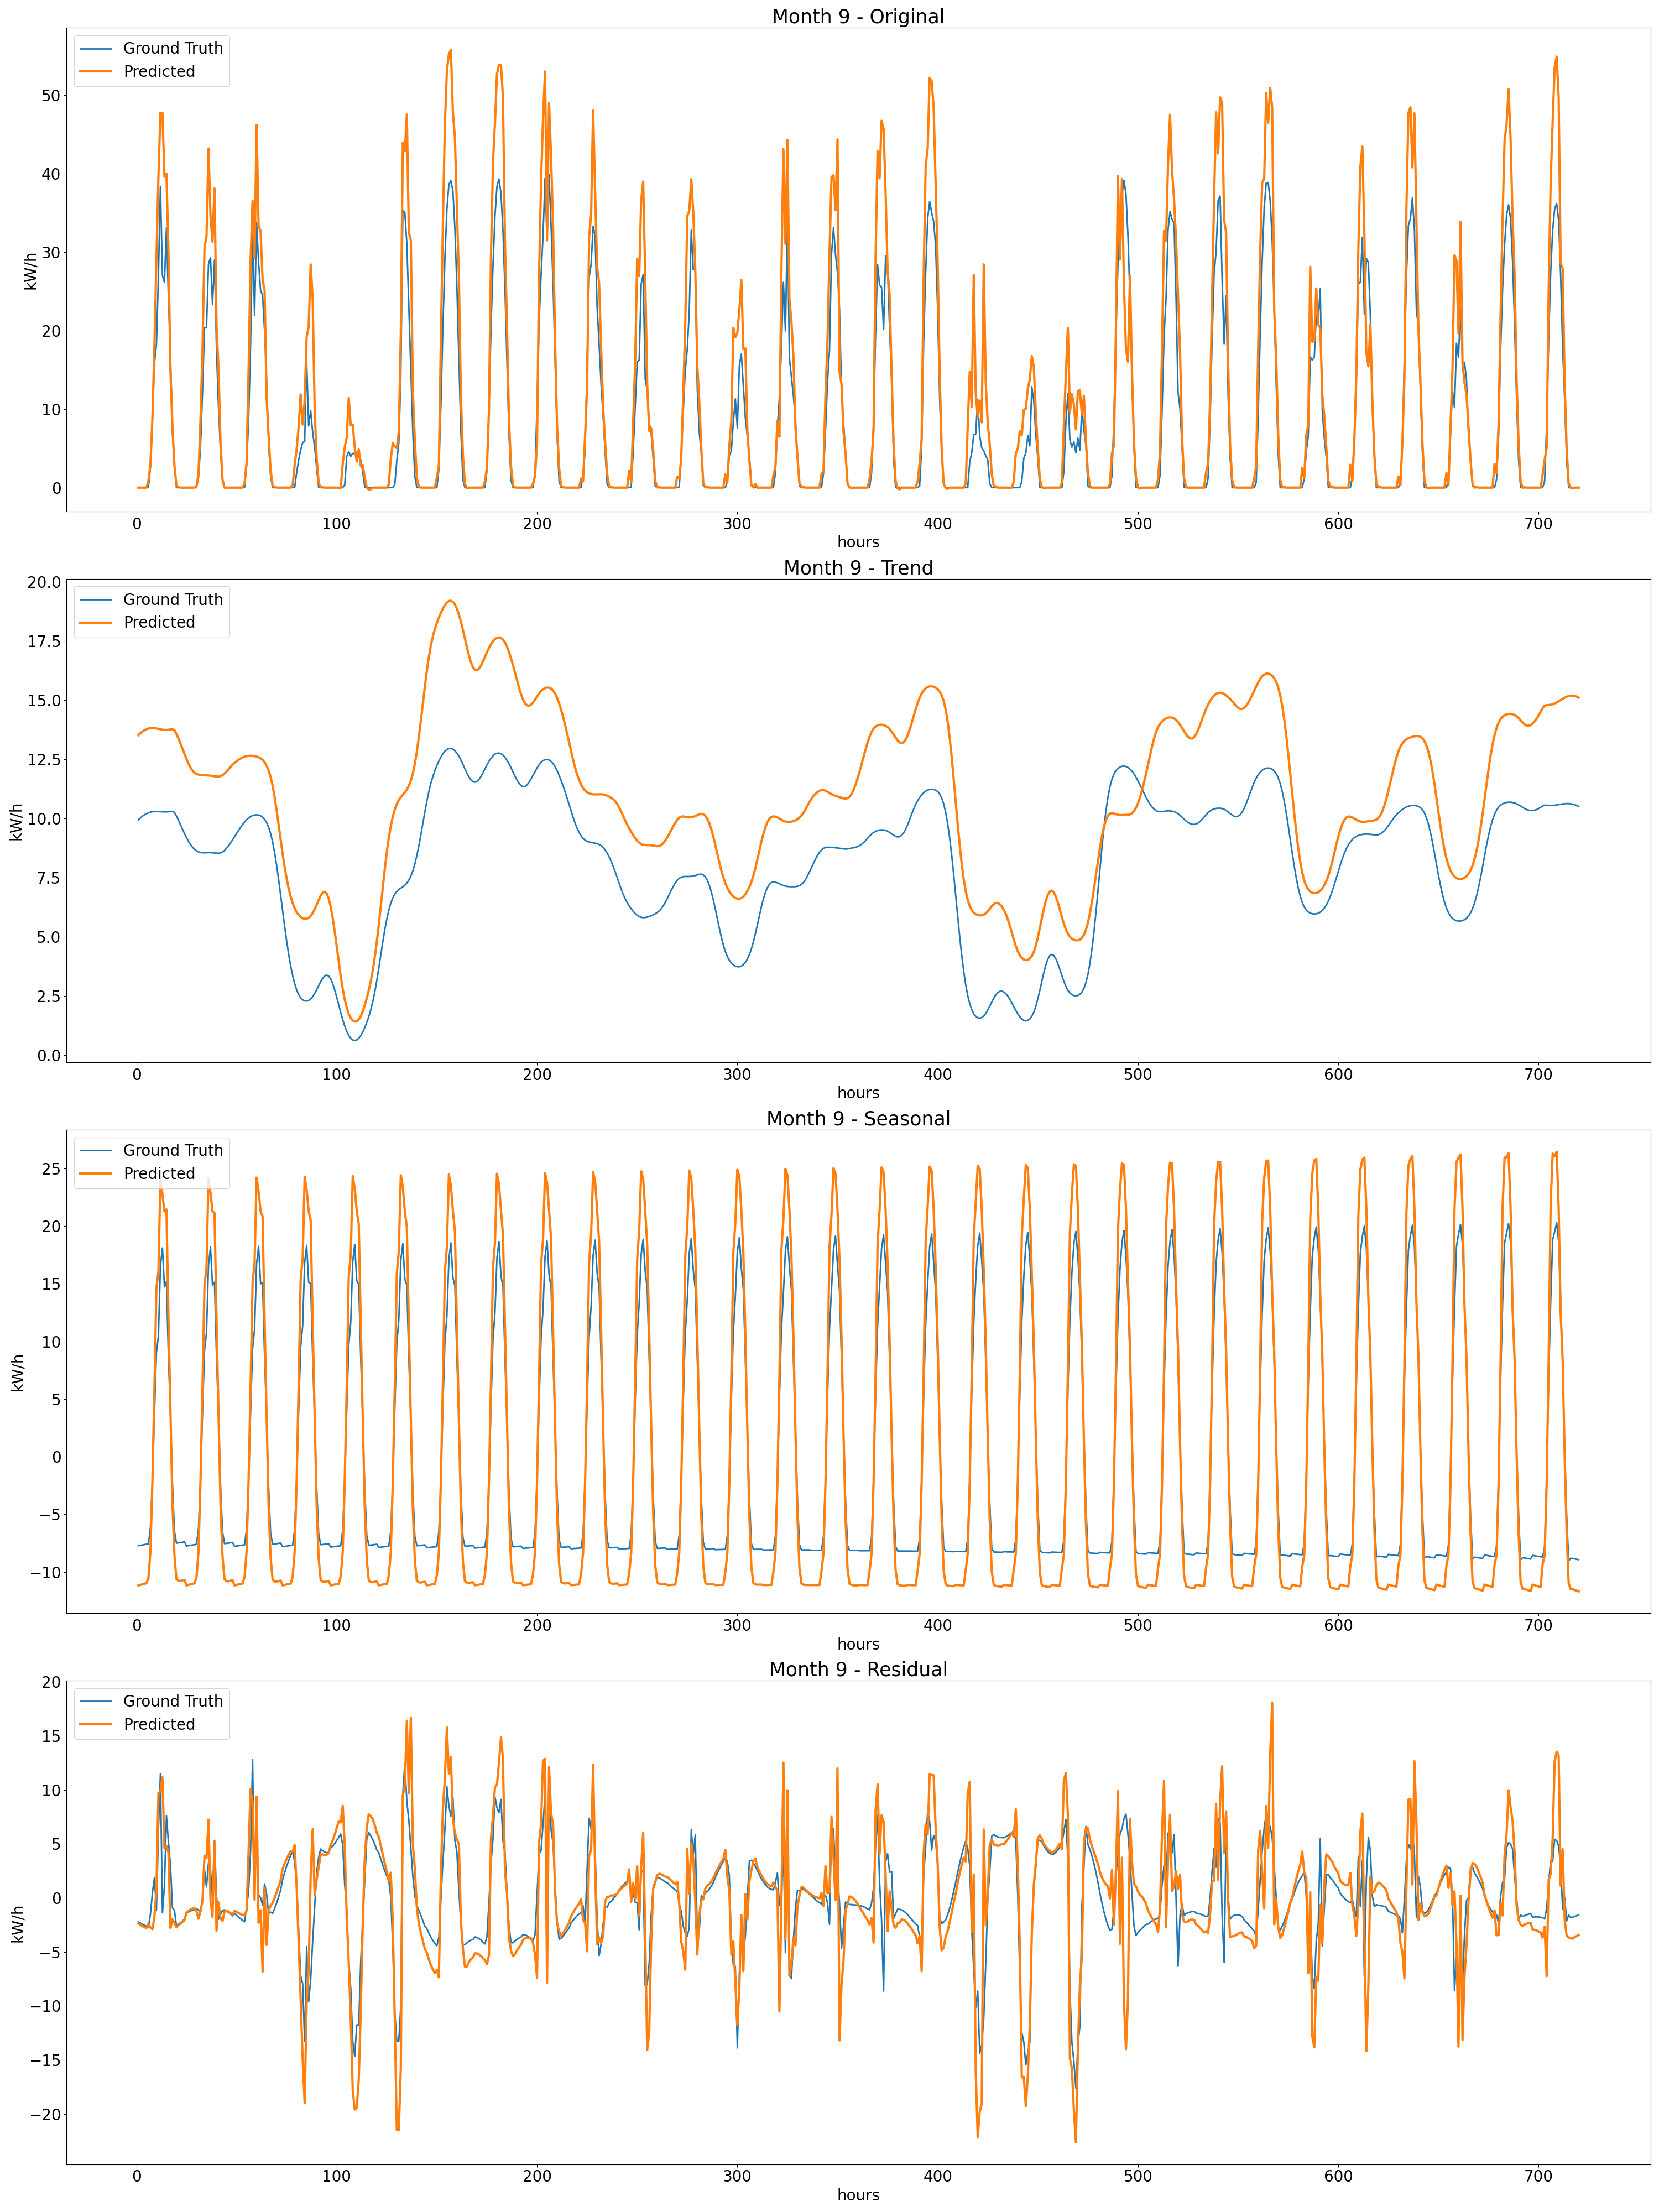 Month 9 - Original
Ground Truth
Predicted
kW/h
50
40
30
20
10
0
0 100 200 300 400 500 600 700
hours
Month 9 - Trend
Ground Truth
Predicted
kW/h
20.0
17.5
15.0
12.5
10.0
7.5
5.0
2.5
0.0
0 100 200 300 400 500 600 700
hours
Month 9 - Seasonal
Ground Truth
Predicted
kW/h
25
20
15
10
5
0
−5
−10
0 100 200 300 400 500 600 700
hours
Month 9 - Residual
Ground Truth
Predicted
kW/h
20
15
10
5
0
−5
−10
−15
−20
0 100 200 300 400 500 600 700
hours